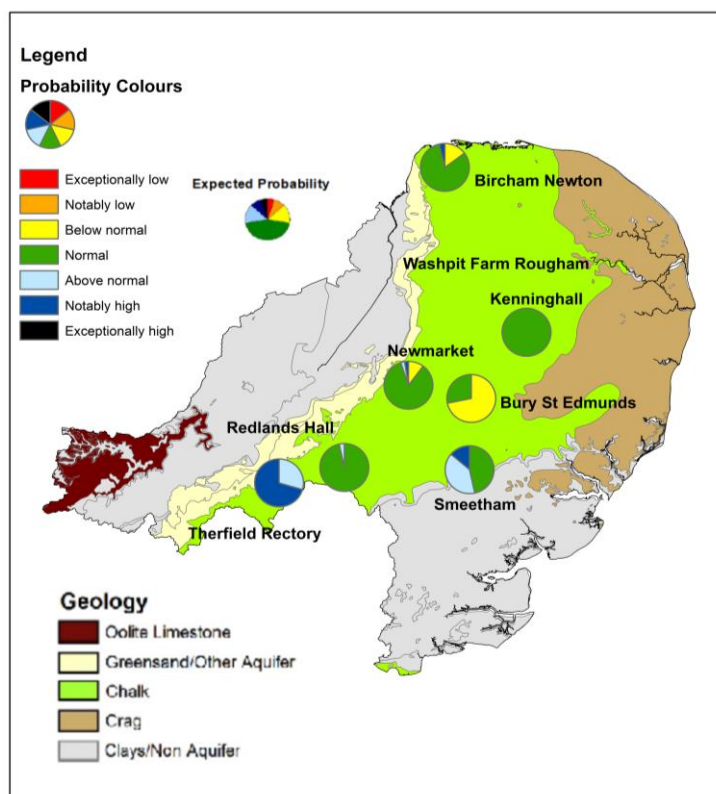 Legend
Probability Colours
Exceptionally low
Notably low
Below normal
Normal
Above normal
Notably high
Exceptionally high
Expected Probability
Bircham Newton
Washpit Farm Rougham
Kenninghall
Newmarket
Bury St Edmunds
Redlands Hall
Smeetham
Therfield Rectory
Geology
Oolite Limestone
Greensand/Other Aquifer
Chalk
Crag
Clays/Non Aquifer